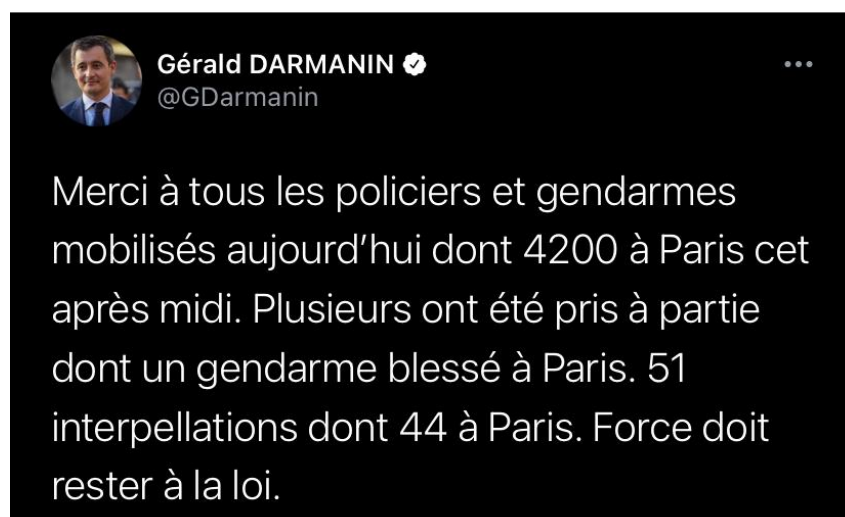 Gérald DARMANIN
@GDarmanin
Merci à tous les policiers et gendarmes
mobilisés aujourd’hui dont 4200 à Paris cet
après midi. Plusieurs ont été pris à partie
dont un gendarme blessé à Paris. 51
interpellations dont 44 à Paris. Force doit
rester à la loi.